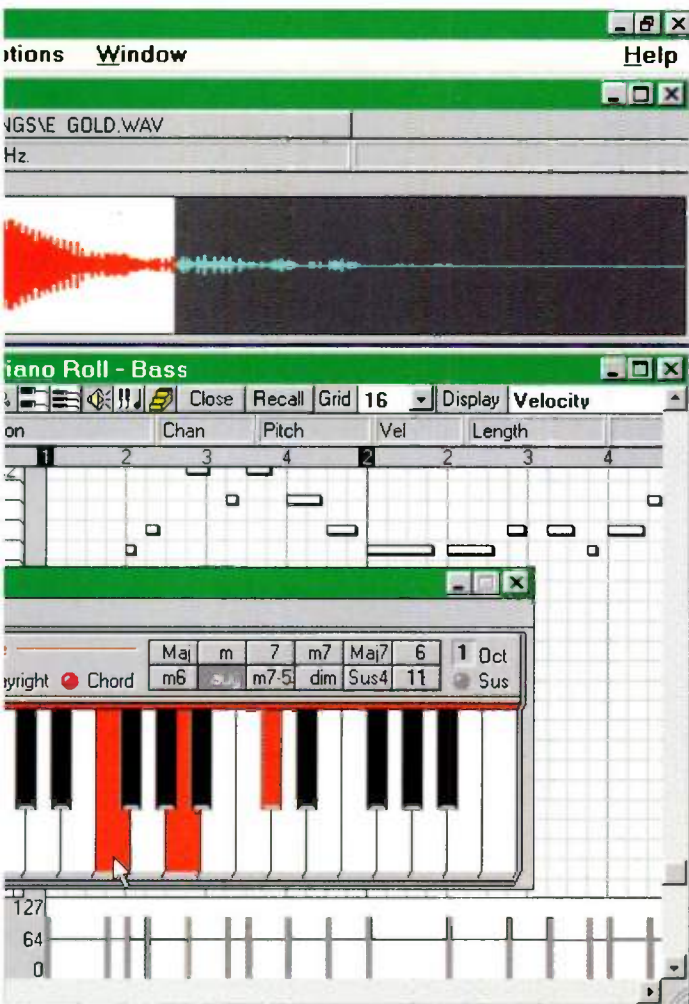 tions Window Help
NGS\E GOLD.WAV
Hz.
iano Roll - Bass
Close Recall Grid 16 Display Velocity
on Chan Pitch Vel Length
1 2 3 4 2 2 3 4
Maj m 7 m7 Maj7 6 1 Oct
yright Chord m6 aug m7-5 dim Sus4 11 Sus
127
64
0